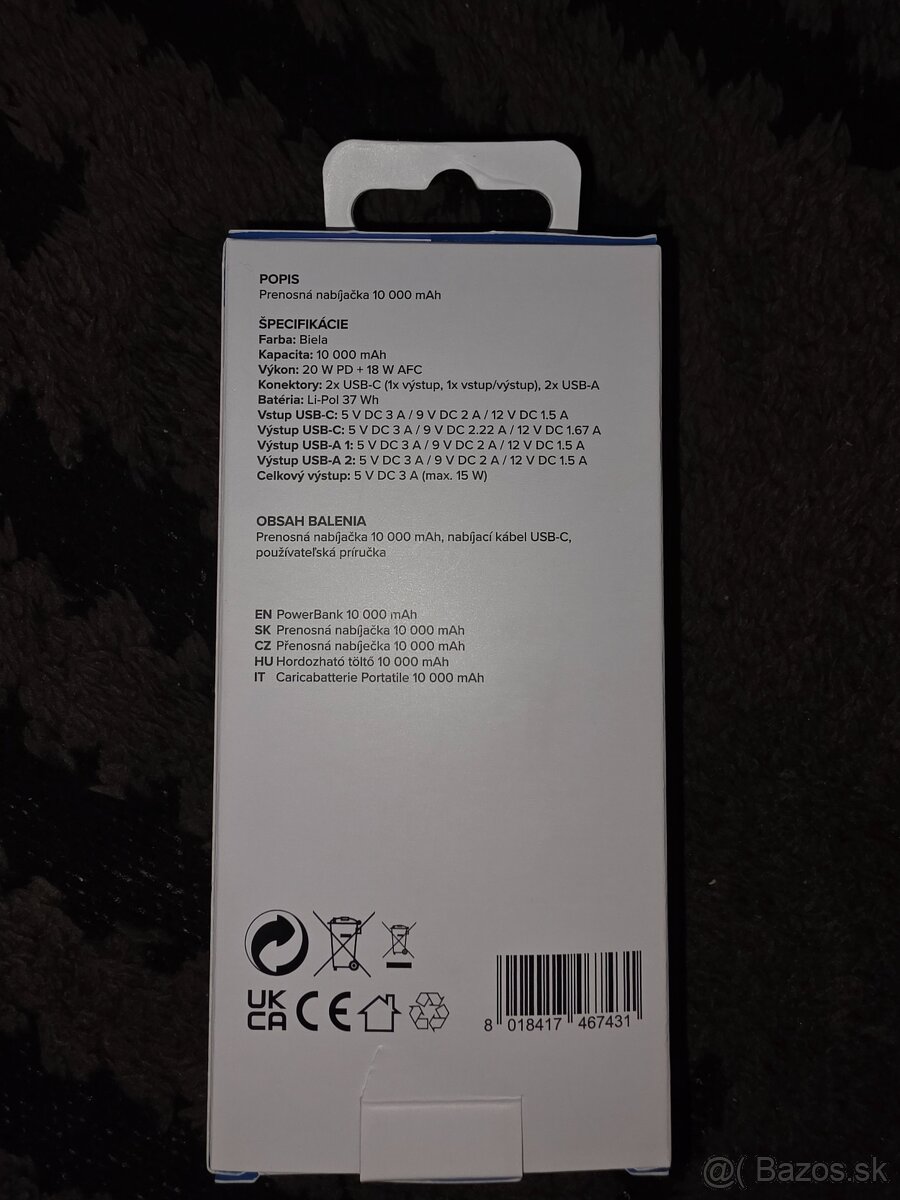 POPIS
Prenosná nabíjačka 10 000 mAh
ŠPECIFIKÁCIE
Farba: Biela
Kapacita: 10 000 mAh
Výkon: 20 W PD + 18 W AFC
Konektory: 2x USB-C (1x výstup, 1x vstup/výstup), 2x USB-A
Batéria: Li-Pol 37 Wh
Vstup USB-C: 5 V DC 3 A / 9 V DC 2 A / 12 V DC 1.5 A
Výstup USB-C: 5 V DC 3 A / 9 V DC 2.22 A / 12 V DC 1.67 A
Výstup USB-A 1: 5 V DC 3 A / 9 V DC 2 A / 12 V DC 1.5 A
Výstup USB-A 2: 5 V DC 3 A / 9 V DC 2 A / 12 V DC 1.5 A
Celkový výstup: 5 V DC 3 A (max. 15 W)
OBSAH BALENIA
Prenosná nabíjačka 10 000 mAh, nabíjací kábel USB-C,
používateľská príručka
EN PowerBank 10 000 mAh
SK Prenosná nabíjačka 10 000 mAh
CZ Přenosná nabíječka 10 000 mAh
HU Hordozható töltő 10 000 mAh
IT Caricabatterie Portatile 10 000 mAh
UK
CA CE
8 018417 467431
@( Bazos.sk